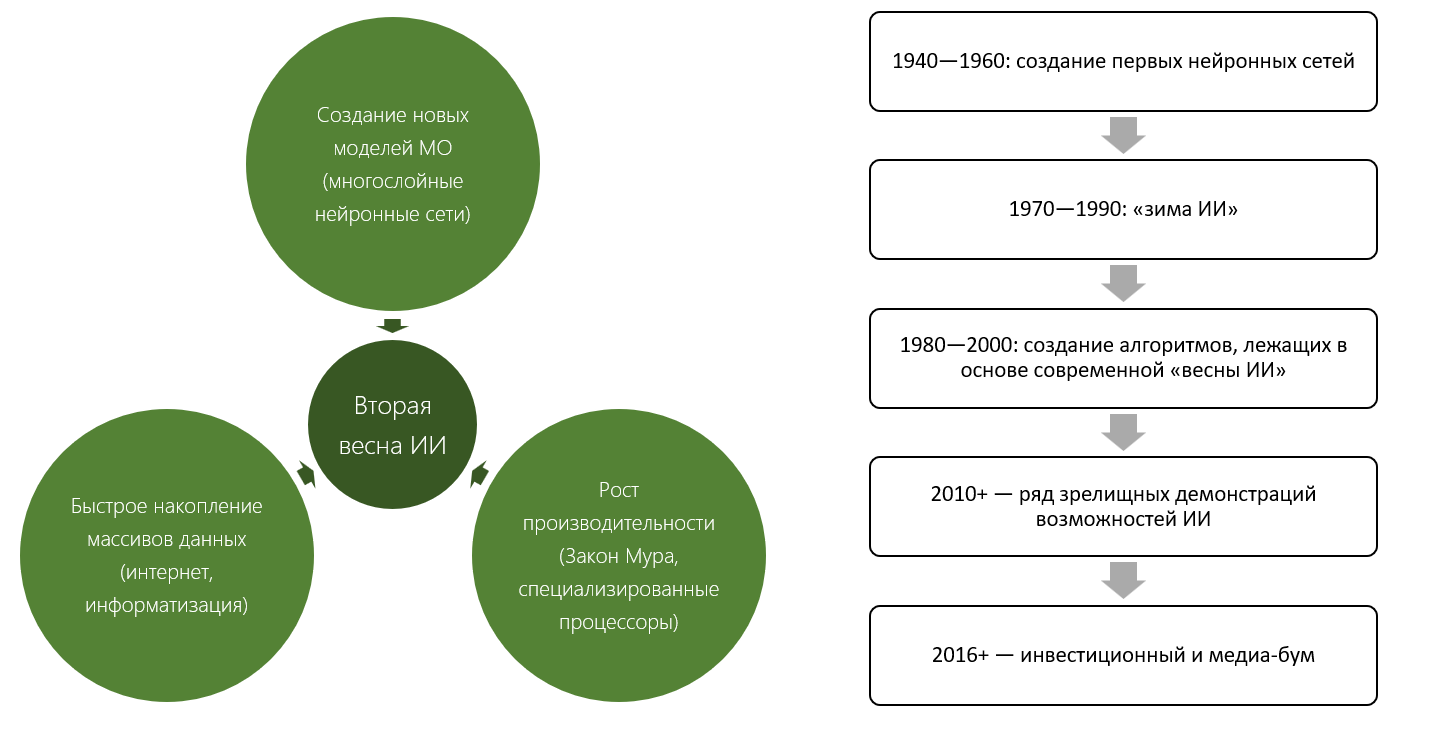 Создание новых
моделей МО
(многослойные
нейронные сети)
Вторая
весна ИИ
Быстрое накопление
массивов данных
(интернет,
информатизация)
Рост
производительности
(Закон Мура,
специализированные
процессоры)
1940—1960: создание первых нейронных сетей
1970—1990: «зима ИИ»
1980—2000: создание алгоритмов, лежащих в
основе современной «весны ИИ»
2010+ — ряд зрелищных демонстраций
возможностей ИИ
2016+ — инвестиционный и медиа-бум